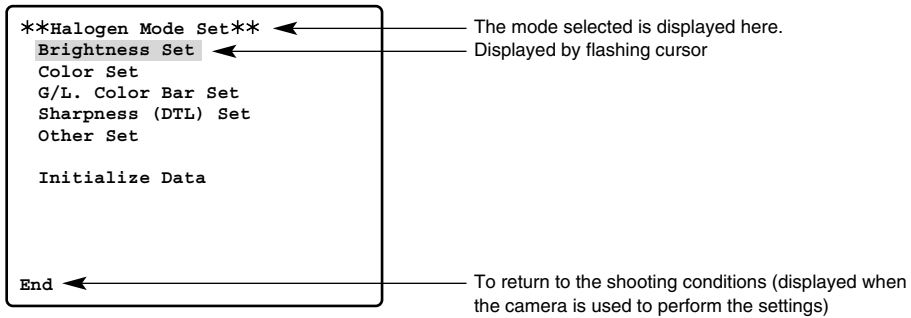 **Halogen Mode Set**
Brightness Set
Color Set
G/L. Color Bar Set
Sharpness (DTL) Set
Other Set
Initialize Data
End
The mode selected is displayed here.
Displayed by flashing cursor
To return to the shooting conditions (displayed when
the camera is used to perform the settings)